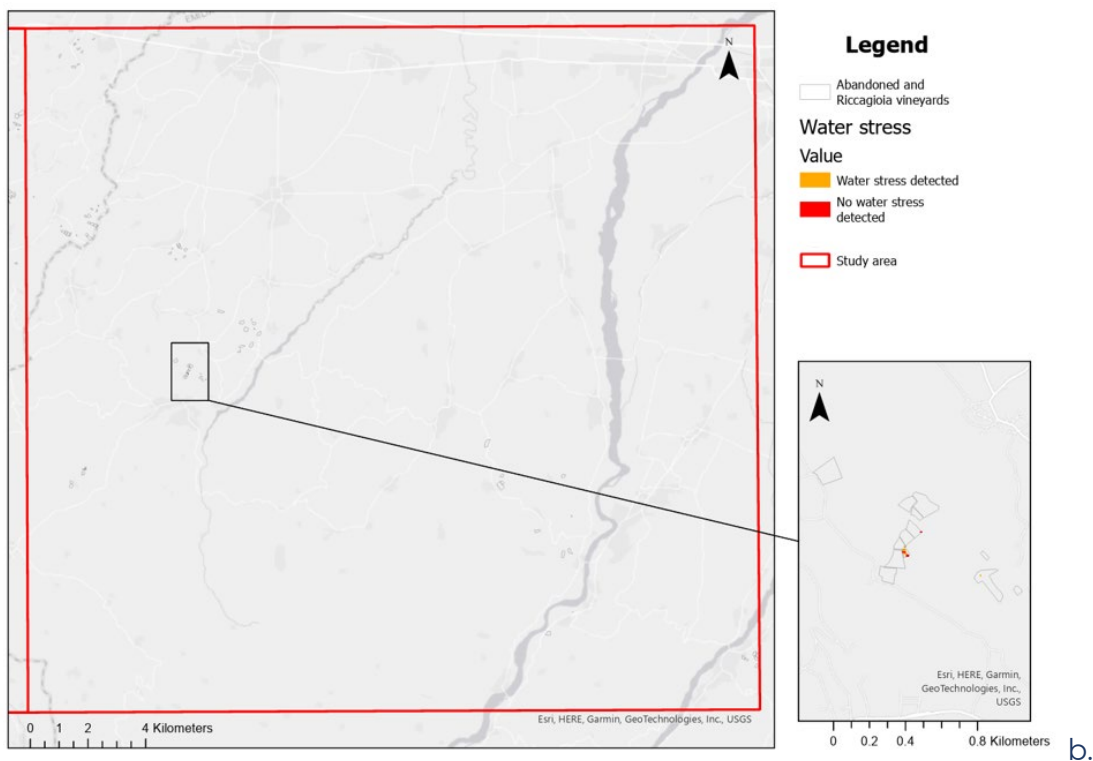 N
0 1 2 4 Kilometers
Esri, HERE, Garmin, GeoTechnologies, Inc., USGS
Legend
Abandoned and
Riccagioia vineyards
Water stress
Value
Water stress detected
No water stress
detected
Study area
N
Esri, HERE, Garmin,
GeoTechnologies, Inc.,
USGS
0 0.2 0.4 0.8 Kilometers
b.